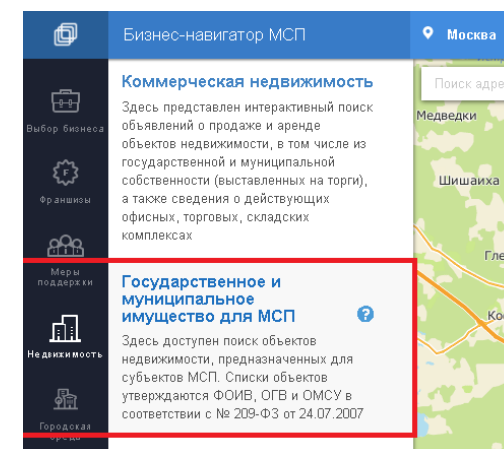 Бизнес-навигатор МСП
Москва
Поиск адре
Выбор бизнеса
Франшизы
Меры
поддержки
Недвижимость
Городская
среда
Коммерческая недвижимость
Здесь представлен интерактивный поиск
объявлений о продаже и аренде
объектов недвижимости, в том числе из
государственной и муниципальной
собственности (выставленных на торги),
а также сведения о действующих
офисных, торговых, складских
комплексах
Государственное и
муниципальное
имущество для МСП
?
Здесь доступен поиск объектов
недвижимости, предназначенных для
субъектов МСП. Списки объектов
утверждаются ФОИВ, ОГВ и ОМСУ в
соответствии с № 209-ФЗ от 24.07.2007
Медведки
Шишаиха
Гле
Ко